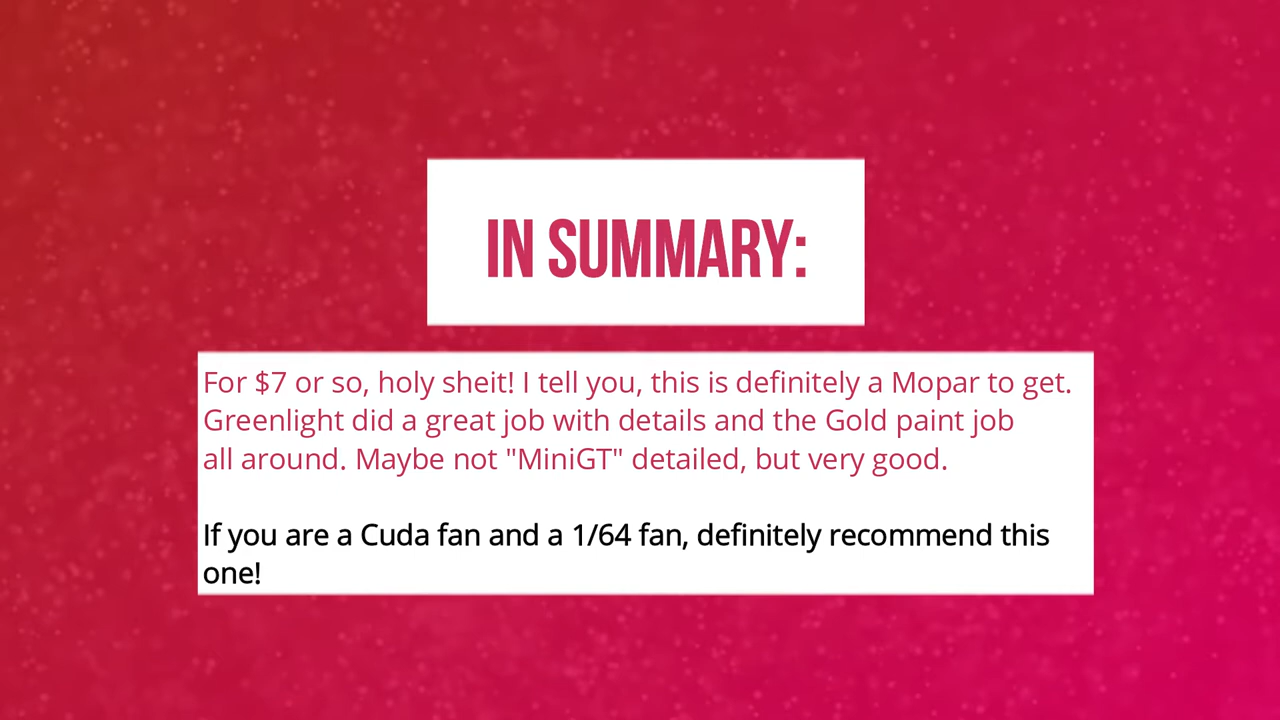 IN SUMMARY:
For $7 or so, holy sheit! I tell you, this is definitely a Mopar to get.
Greenlight did a great job with details and the Gold paint job
all around. Maybe not "MiniGT" detailed, but very good.
If you are a Cuda fan and a 1/64 fan, definitely recommend this
one!